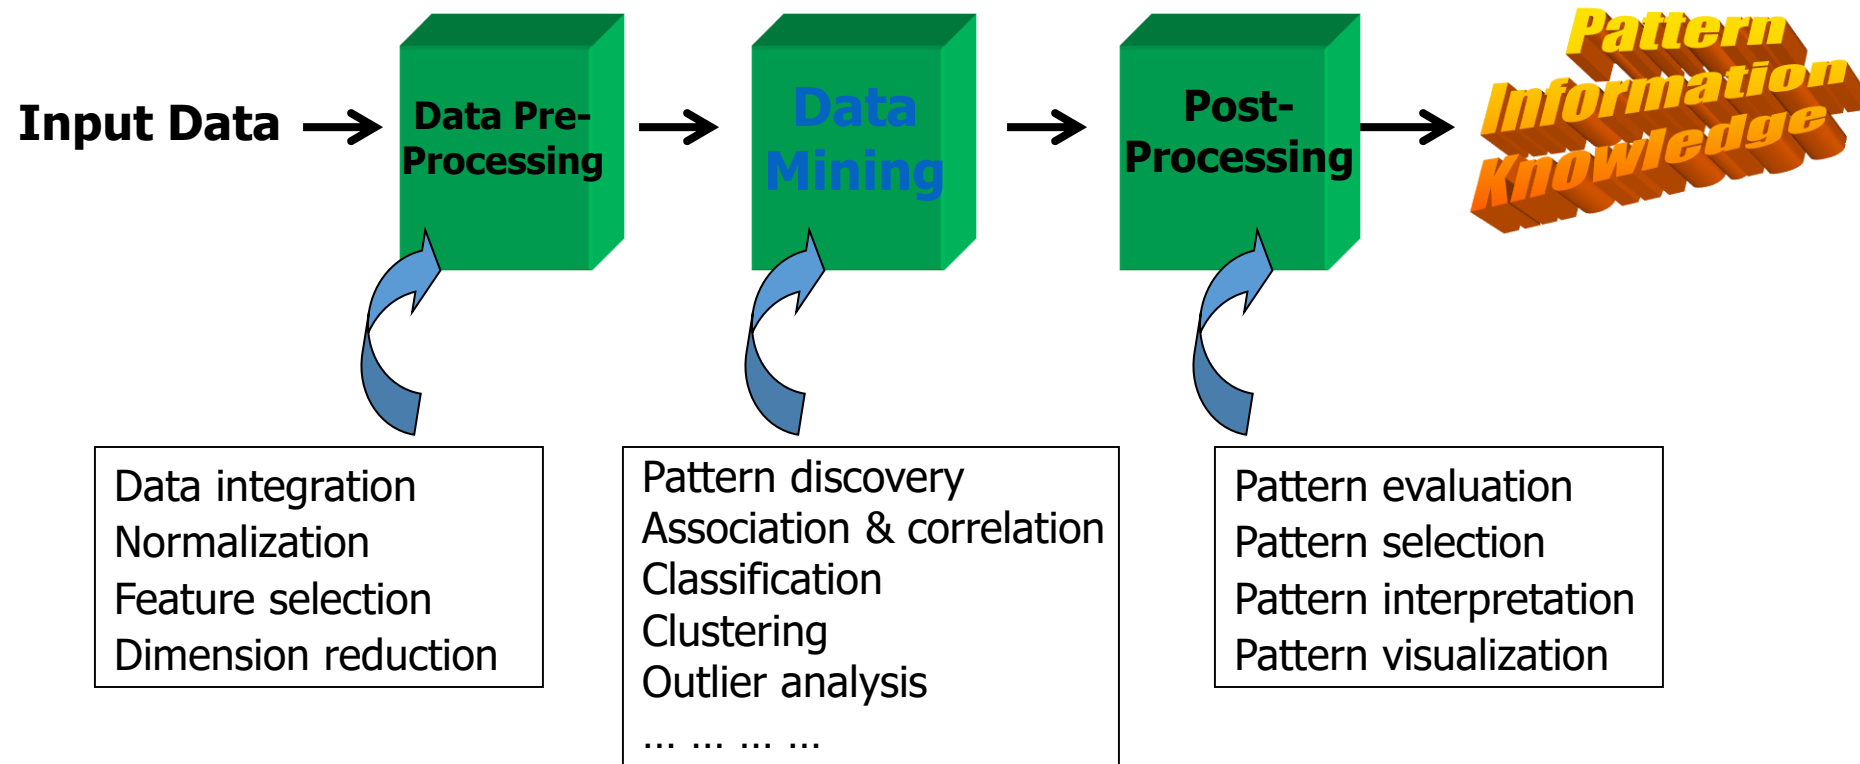 Input Data
Data Pre-
Processing
Data
Mining
Post-
Processing
Pattern
Information
Knowledge
Data integration
Normalization
Feature selection
Dimension reduction
Pattern discovery
Association & correlation
Classification
Clustering
Outlier analysis
… … … …
Pattern evaluation
Pattern selection
Pattern interpretation
Pattern visualization